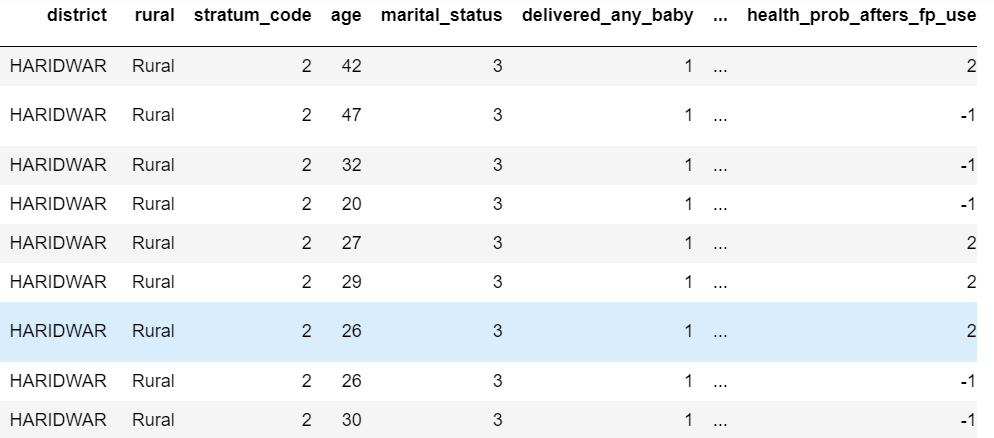 district rural stratum_code age marital_status delivered_any_baby ... health_prob_afters_fp_use
HARIDWAR Rural 2 42 3 1 ... 2
HARIDWAR Rural 2 47 3 1 ... -1
HARIDWAR Rural 2 32 3 1 ... -1
HARIDWAR Rural 2 20 3 1 ... -1
HARIDWAR Rural 2 27 3 1 ... 2
HARIDWAR Rural 2 29 3 1 ... 2
HARIDWAR Rural 2 26 3 1 ... 2
HARIDWAR Rural 2 26 3 1 ... -1
HARIDWAR Rural 2 30 3 1 ... -1